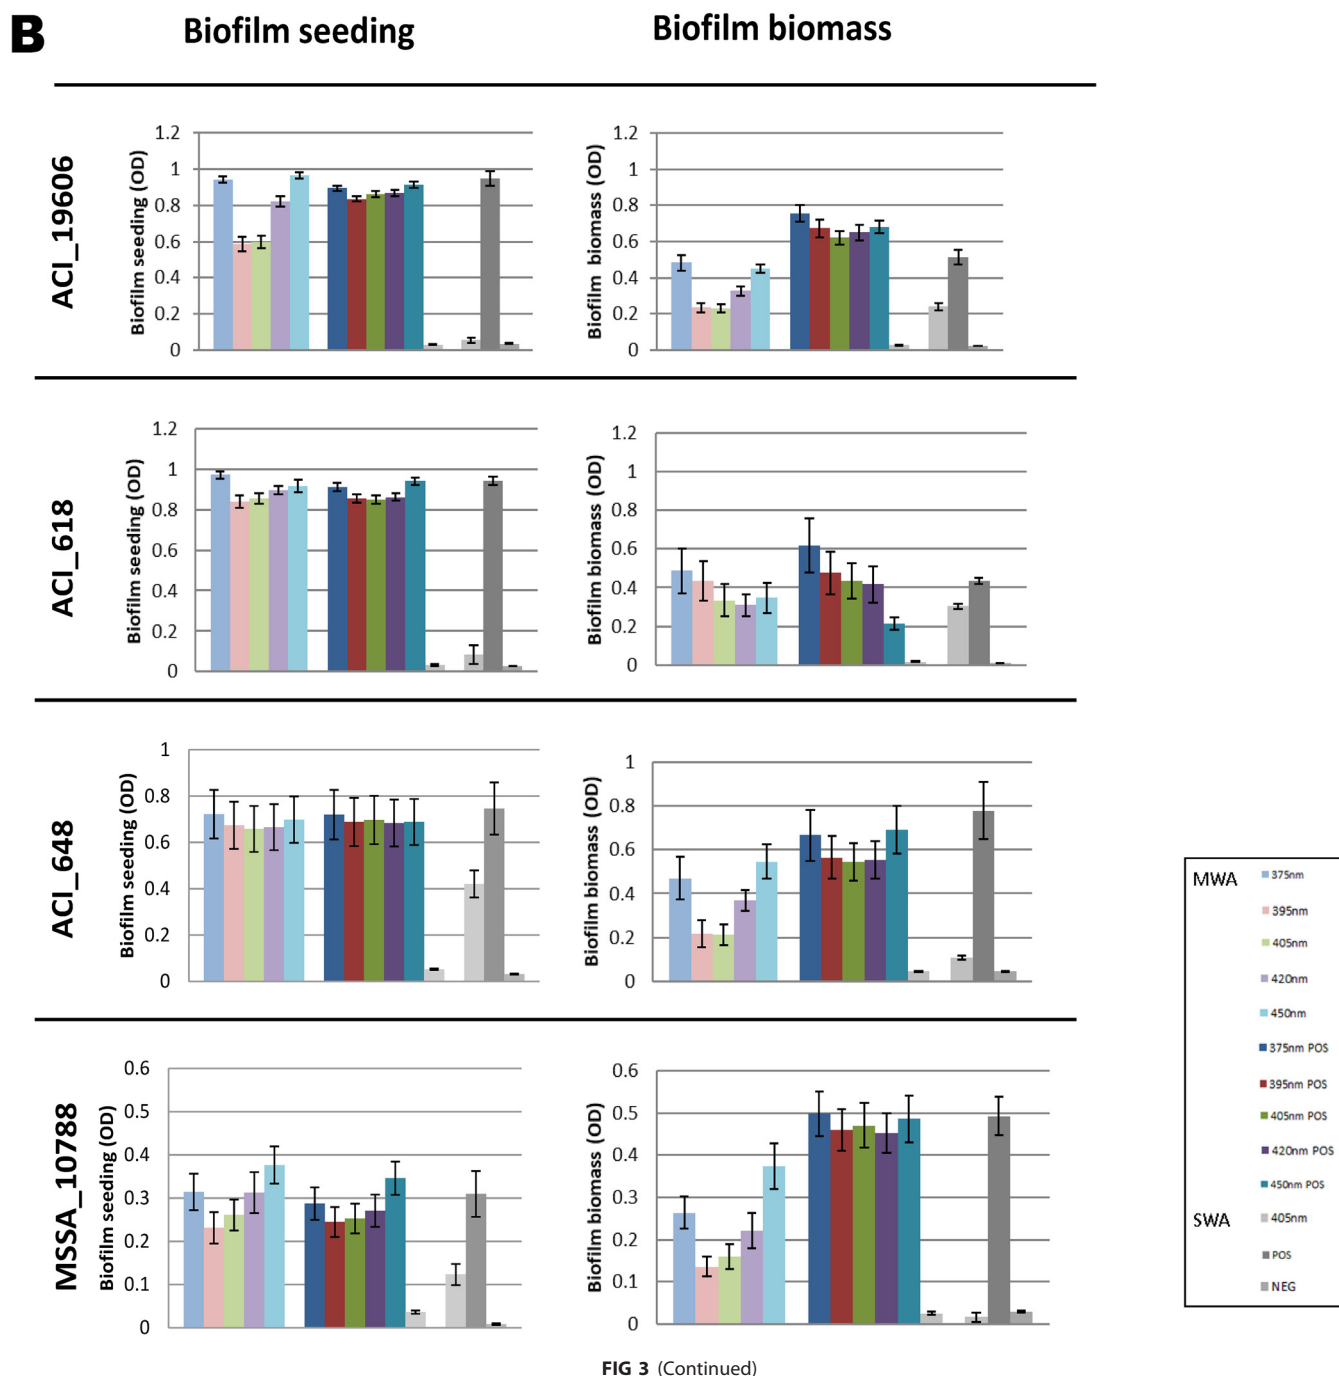 B
Biofilm seeding
Biofilm biomass
ACI_19606
Biofilm seeding (OD)
1.2
1
0.8
0.6
0.4
0.2
0
Biofilm biomass (OD)
1.2
1
0.8
0.6
0.4
0.2
0
ACI_618
Biofilm seeding (OD)
1.2
1
0.8
0.6
0.4
0.2
0
Biofilm biomass (OD)
1.2
1
0.8
0.6
0.4
0.2
0
ACI_648
Biofilm seeding (OD)
1
0.8
0.6
0.4
0.2
0
Biofilm biomass (OD)
1
0.8
0.6
0.4
0.2
0
MSSA_10788
Biofilm seeding (OD)
0.6
0.5
0.4
0.3
0.2
0.1
0
Biofilm biomass (OD)
0.6
0.5
0.4
0.3
0.2
0.1
0
MWA 375nm
395nm
405nm
420nm
450nm
375nm POS
395nm POS
405nm POS
420nm POS
450nm POS
SWA 405nm
POS
NEG
FIG 3 (Continued)